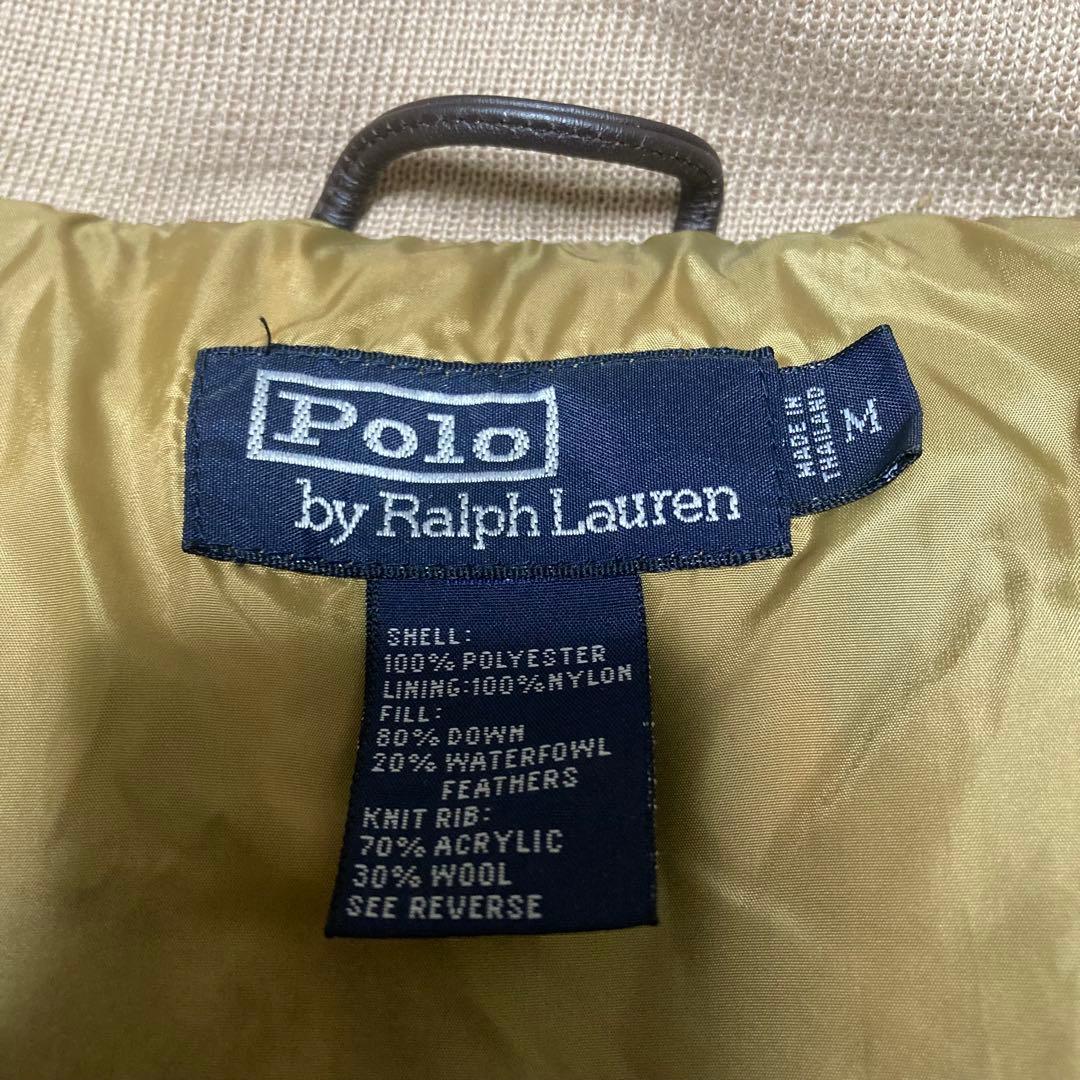 Polo
by Ralph Lauren
MADE IN
THAILAND
M
SHELL:
100% POLYESTER
LINING:100%NYLON
FILL:
80% DOWN
20% WATERFOWL
FEATHERS
KNIT RIB:
70% ACRYLIC
30% WOOL
SEE REVERSE